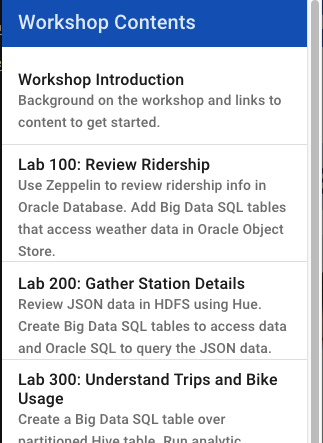 Workshop Contents
Workshop Introduction
Background on the workshop and links to
content to get started.
Lab 100: Review Ridership
Use Zeppelin to review ridership info in
Oracle Database. Add Big Data SQL tables
that access weather data in Oracle Object
Store.
Lab 200: Gather Station Details
Review JSON data in HDFS using Hue.
Create Big Data SQL tables to access data
and Oracle SQL to query the JSON data.
Lab 300: Understand Trips and Bike
Usage
Create a Big Data SQL table over
partitioned Hive table. Run analytic